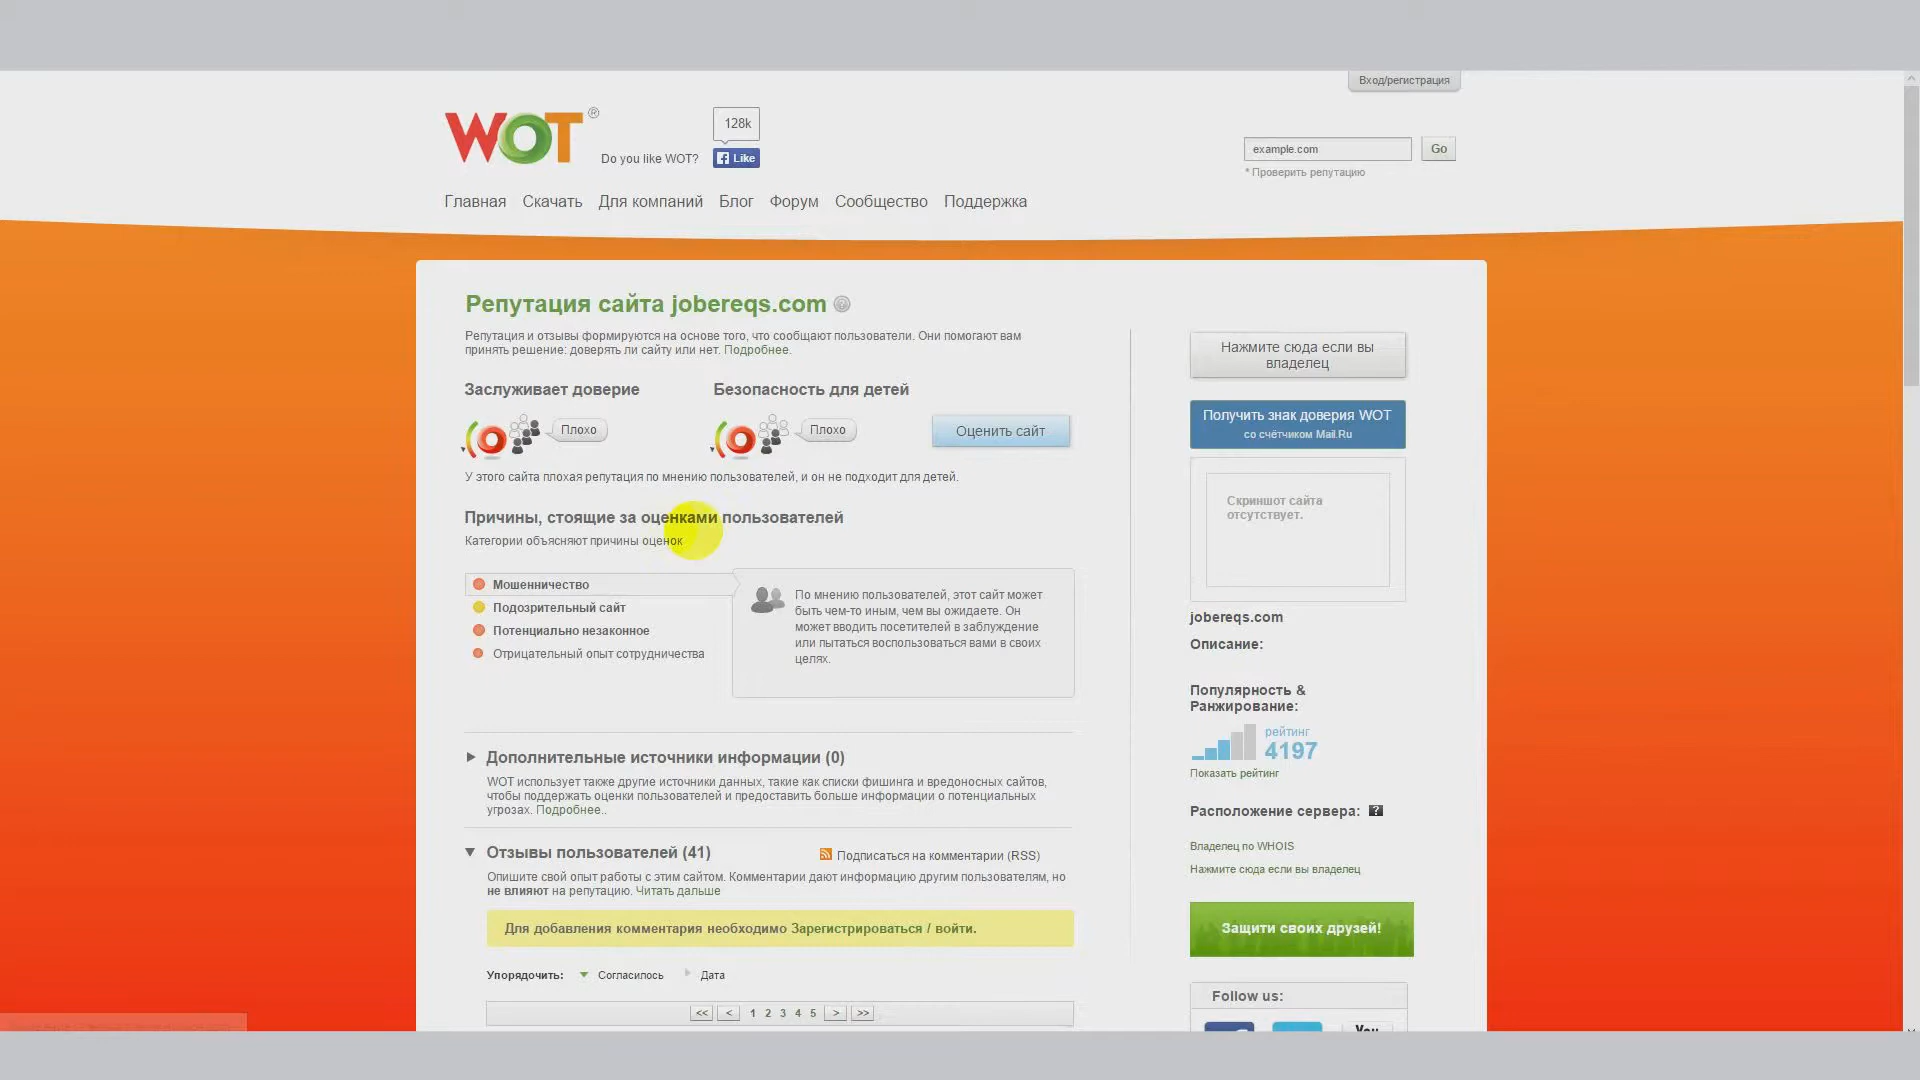 Вход/регистрация
WOT®
128k
Do you like WOT?
Like
example.com
Go
* Проверить репутацию
Главная Скачать Для компаний Блог Форум Сообщество Поддержка
Репутация сайта jobereqs.com
Репутация и отзывы формируются на основе того, что сообщают пользователи. Они помогают вам
принять решение: доверять ли сайту или нет. Подробнее.
Заслуживает доверие
Безопасность для детей
Плохо
Плохо
Оценить сайт
У этого сайта плохая репутация по мнению пользователей, и он не подходит для детей.
Причины, стоящие за оценками пользователей
Категории объясняют причины оценок
Мошенничество
Подозрительный сайт
Потенциально незаконное
Отрицательный опыт сотрудничества
По мнению пользователей, этот сайт может
быть чем-то иным, чем вы ожидаете. Он
может вводить посетителей в заблуждение
или пытаться воспользоваться вами в своих
целях.
Дополнительные источники информации (0)
WOT использует также другие источники данных, такие как списки фишинга и вредоносных сайтов,
чтобы поддержать оценки пользователей и предоставить больше информации о потенциальных
угрозах. Подробнее..
Отзывы пользователей (41)
Подписаться на комментарии (RSS)
Опишите свой опыт работы с этим сайтом. Комментарии дают информацию другим пользователям, но
не влияют на репутацию. Читать дальше
Для добавления комментария необходимо Зарегистрироваться / войти.
Упорядочить: Согласилось Дата
<< < 1 2 3 4 5 > >>
Нажмите сюда если вы
владелец
Получить знак доверия WOT
со счётчиком Mail.Ru
Скриншот сайта
отсутствует.
jobereqs.com
Описание:
Популярность &
Ранжирование:
рейтинг
4197
Показать рейтинг
Расположение сервера: ?
Владелец по WHOIS
Нажмите сюда если вы владелец
Защити своих друзей!
Follow us:
You